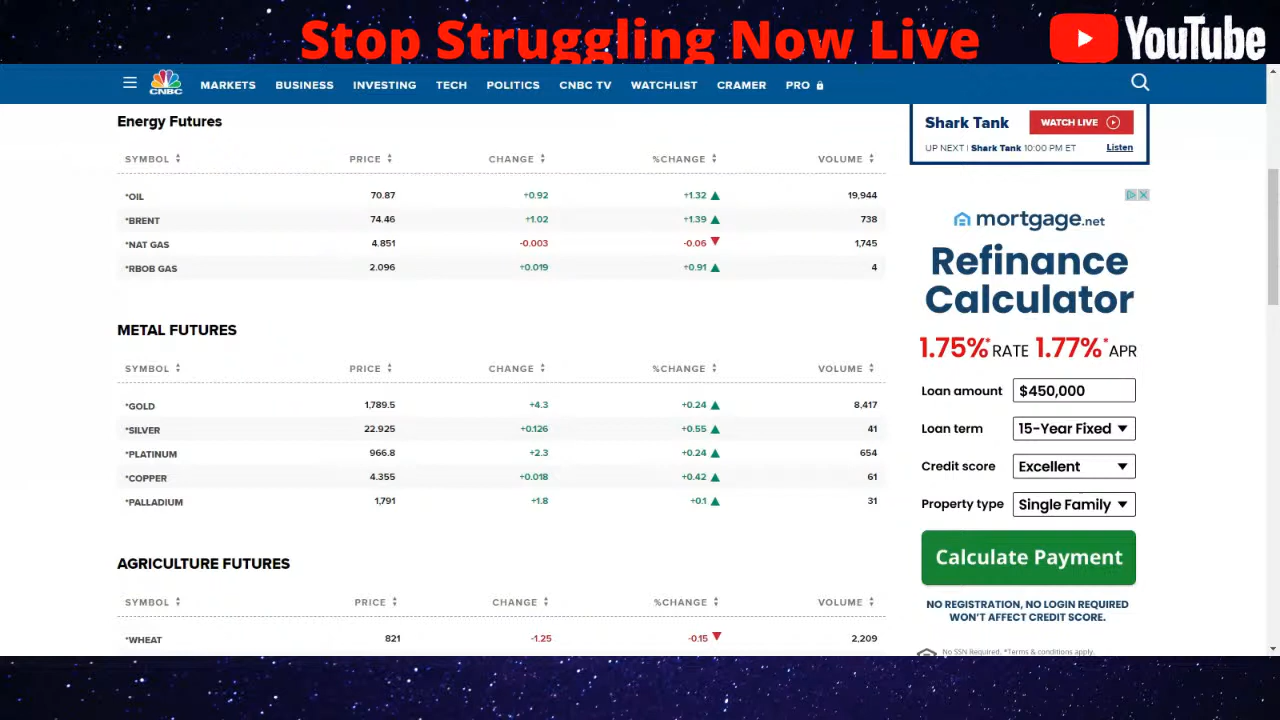 Stop Struggling Now Live
YouTube
CNBC
MARKETS BUSINESS INVESTING TECH POLITICS CNBC TV WATCHLIST CRAMER PRO
Energy Futures
SYMBOL PRICE CHANGE %CHANGE VOLUME
*OIL 70.87 +0.92 +1.32 19,944
*BRENT 74.46 +1.02 +1.39 738
*NAT GAS 4.851 -0.003 -0.06 1,745
*RBOB GAS 2.096 +0.019 +0.91 4
METAL FUTURES
SYMBOL PRICE CHANGE %CHANGE VOLUME
*GOLD 1,789.5 +4.3 +0.24 8,417
*SILVER 22.925 +0.126 +0.55 41
*PLATINUM 966.8 +2.3 +0.24 654
*COPPER 4.355 +0.018 +0.42 61
*PALLADIUM 1,791 +1.8 +0.1 31
AGRICULTURE FUTURES
SYMBOL PRICE CHANGE %CHANGE VOLUME
*WHEAT 821 -1.25 -0.15 2,209
Shark Tank WATCH LIVE
UP NEXT | Shark Tank 10:00 PM ET Listen
mortgage.net
Refinance
Calculator
1.75%* RATE 1.77%* APR
Loan amount $450,000
Loan term 15-Year Fixed
Credit score Excellent
Property type Single Family
Calculate Payment
NO REGISTRATION, NO LOGIN REQUIRED
WON'T AFFECT CREDIT SCORE.
No SSN Required. *Terms & conditions apply.